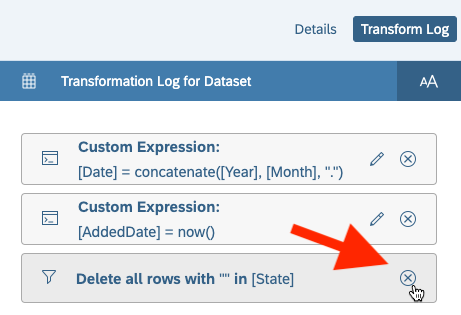 Details
Transform Log
Transformation Log for Dataset
AA
Custom Expression:
[Date] = concatenate([Year], [Month], ".")
Custom Expression:
[AddedDate] = now()
Delete all rows with "" in [State]